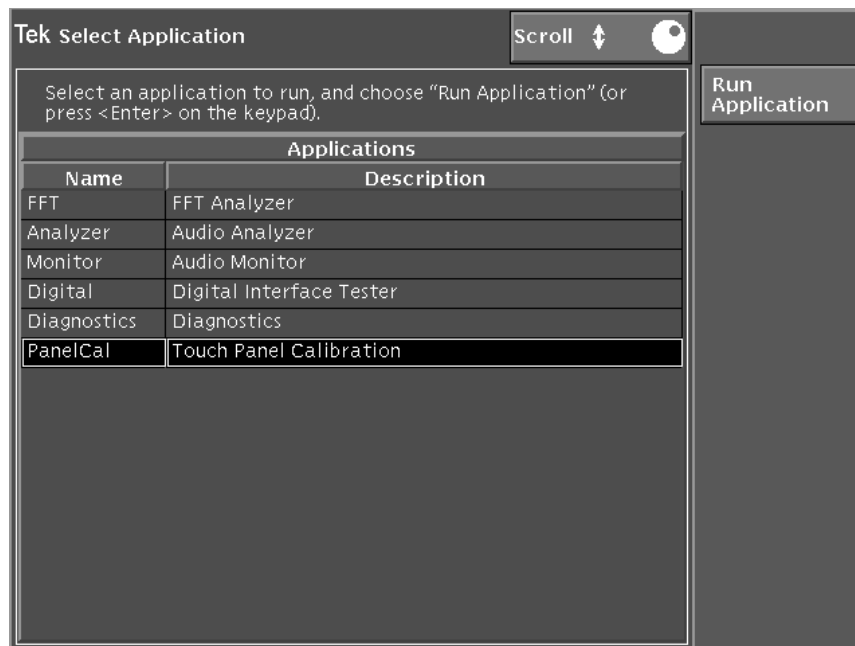 Tek Select Application
Scroll
Run
Application
Select an application to run, and choose “Run Application” (or
press <Enter> on the keypad).
Applications
Name Description
FFT FFT Analyzer
Analyzer Audio Analyzer
Monitor Audio Monitor
Digital Digital Interface Tester
Diagnostics Diagnostics
PanelCal Touch Panel Calibration